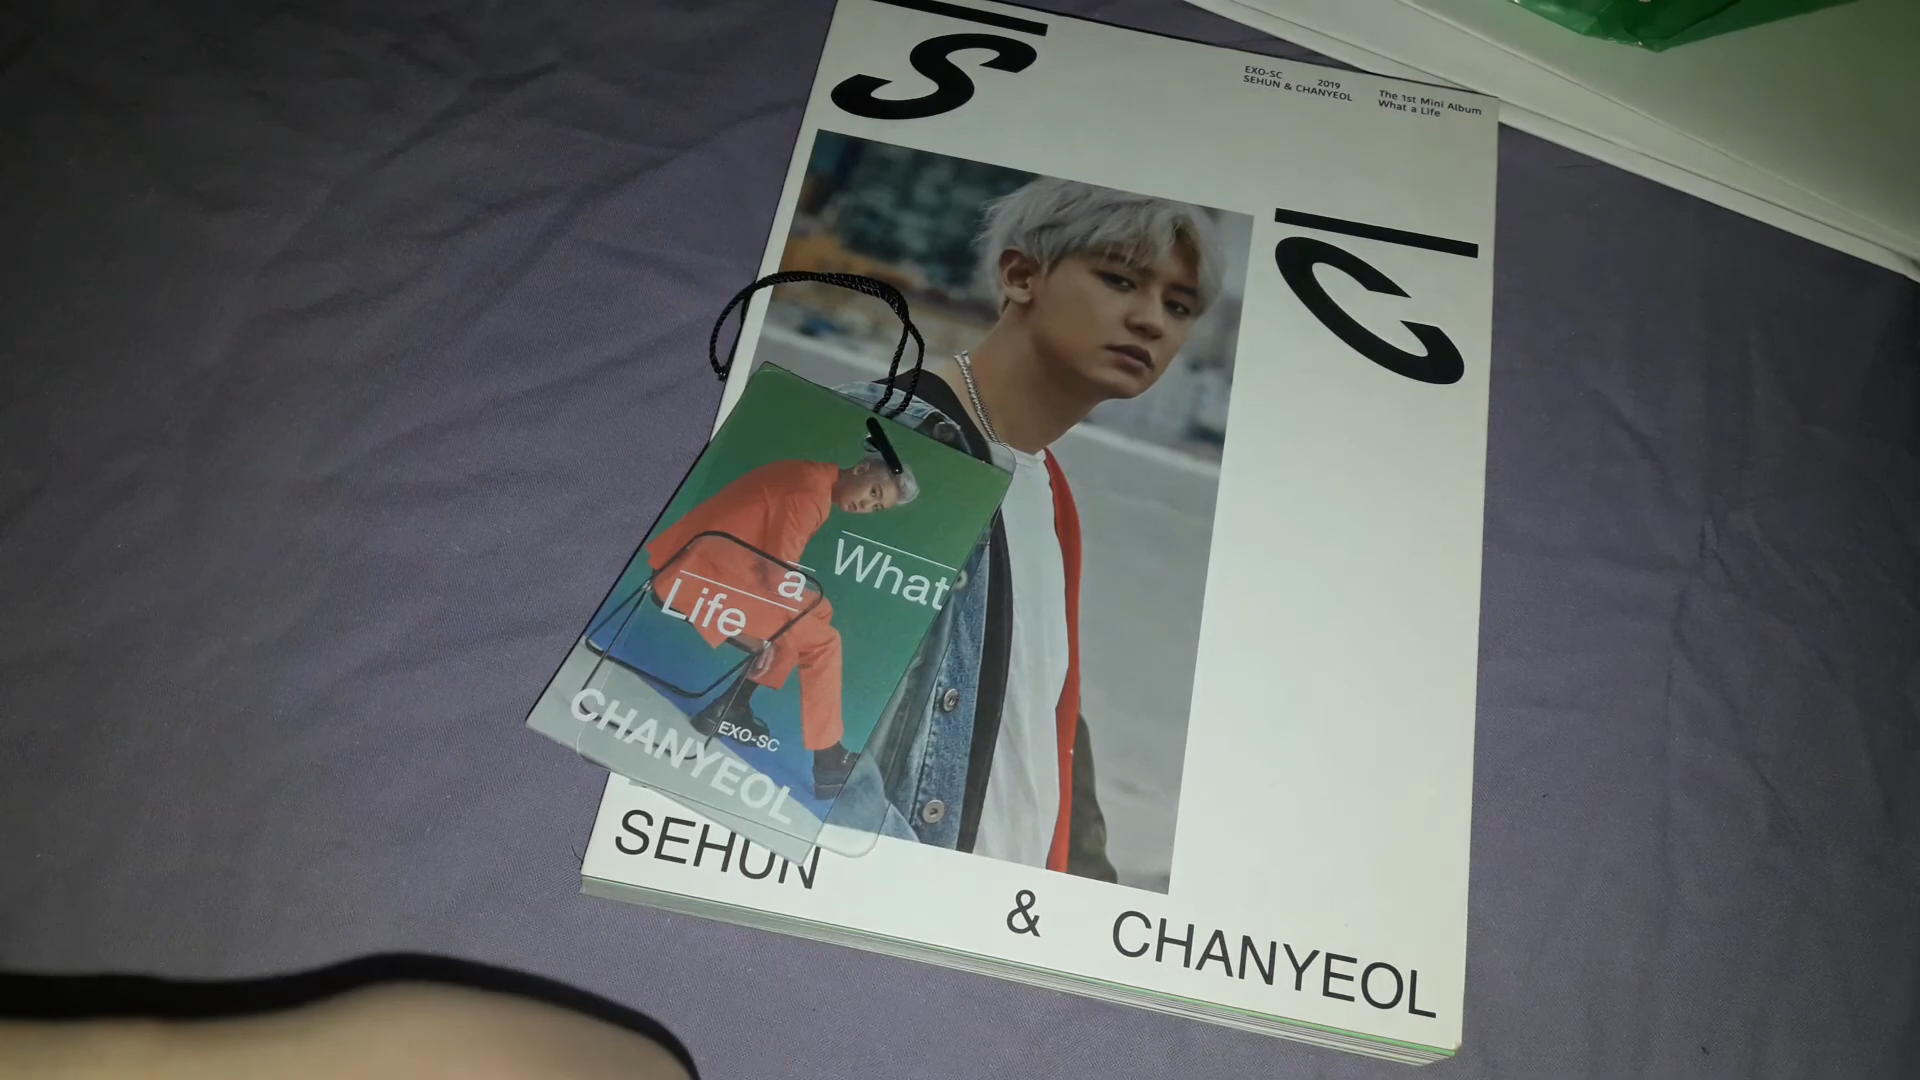 S
C
EXO-SC 2019
SEHUN & CHANYEOL
The 1st Mini Album
What a Life
What
a
Life
EXO-SC
CHANYEOL
SEHUN & CHANYEOL